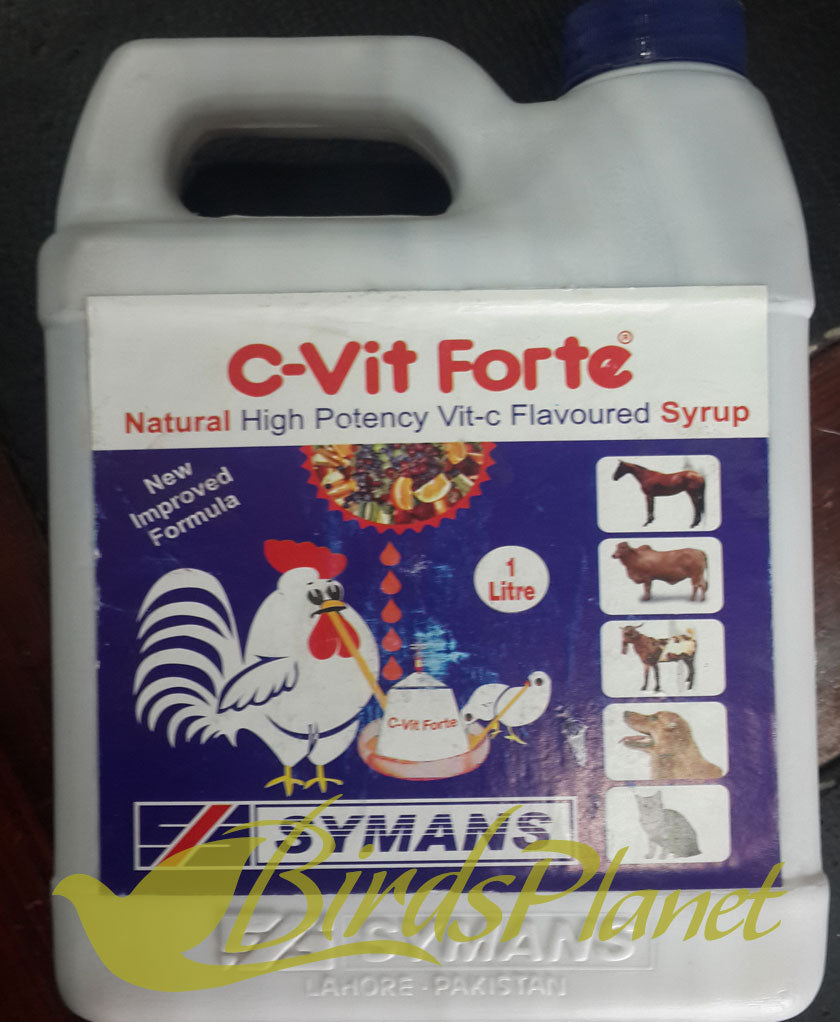 C-Vit Forte®
Natural High Potency Vit-c Flavoured Syrup
New
Improved
Formula
1
Litre
C-Vit Forte
SYMANS
BirdsPlanet
SYMANS
LAHORE - PAKISTAN